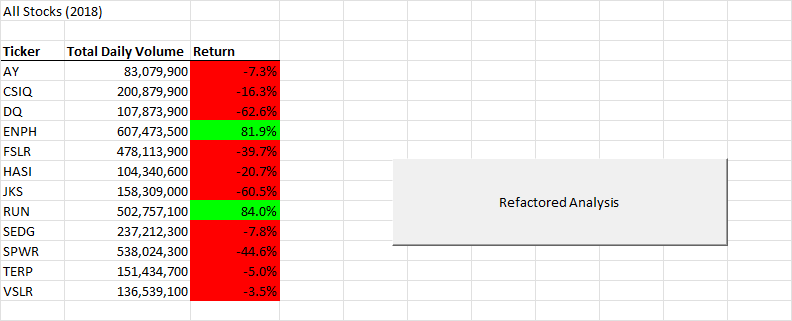 All Stocks (2018)
Ticker Total Daily Volume Return
AY 83,079,900 -7.3%
CSIQ 200,879,900 -16.3%
DQ 107,873,900 -62.6%
ENPH 607,473,500 81.9%
FSLR 478,113,900 -39.7%
HASI 104,340,600 -20.7%
JKS 158,309,000 -60.5%
Refactored Analysis
RUN 502,757,100 84.0%
SEDG 237,212,300 -7.8%
SPWR 538,024,300 -44.6%
TERP 151,434,700 -5.0%
VSLR 136,539,100 -3.5%